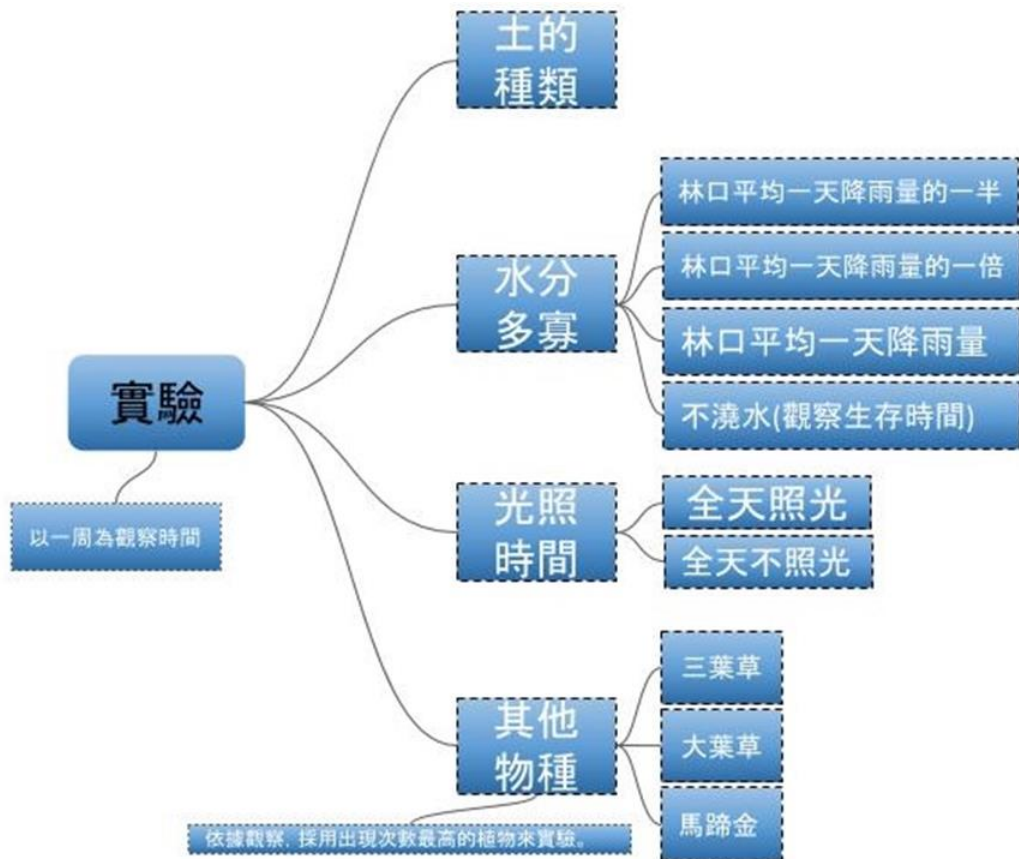 實驗
以一周為觀察時間
土的
種類
水分
多寡
林口平均一天降雨量的一半
林口平均一天降雨量的一倍
林口平均一天降雨量
不澆水(觀察生存時間)
光照
時間
全天照光
全天不照光
其他
物種
依據觀察, 採用出現次數最高的植物來實驗。
三葉草
大葉草
馬蹄金